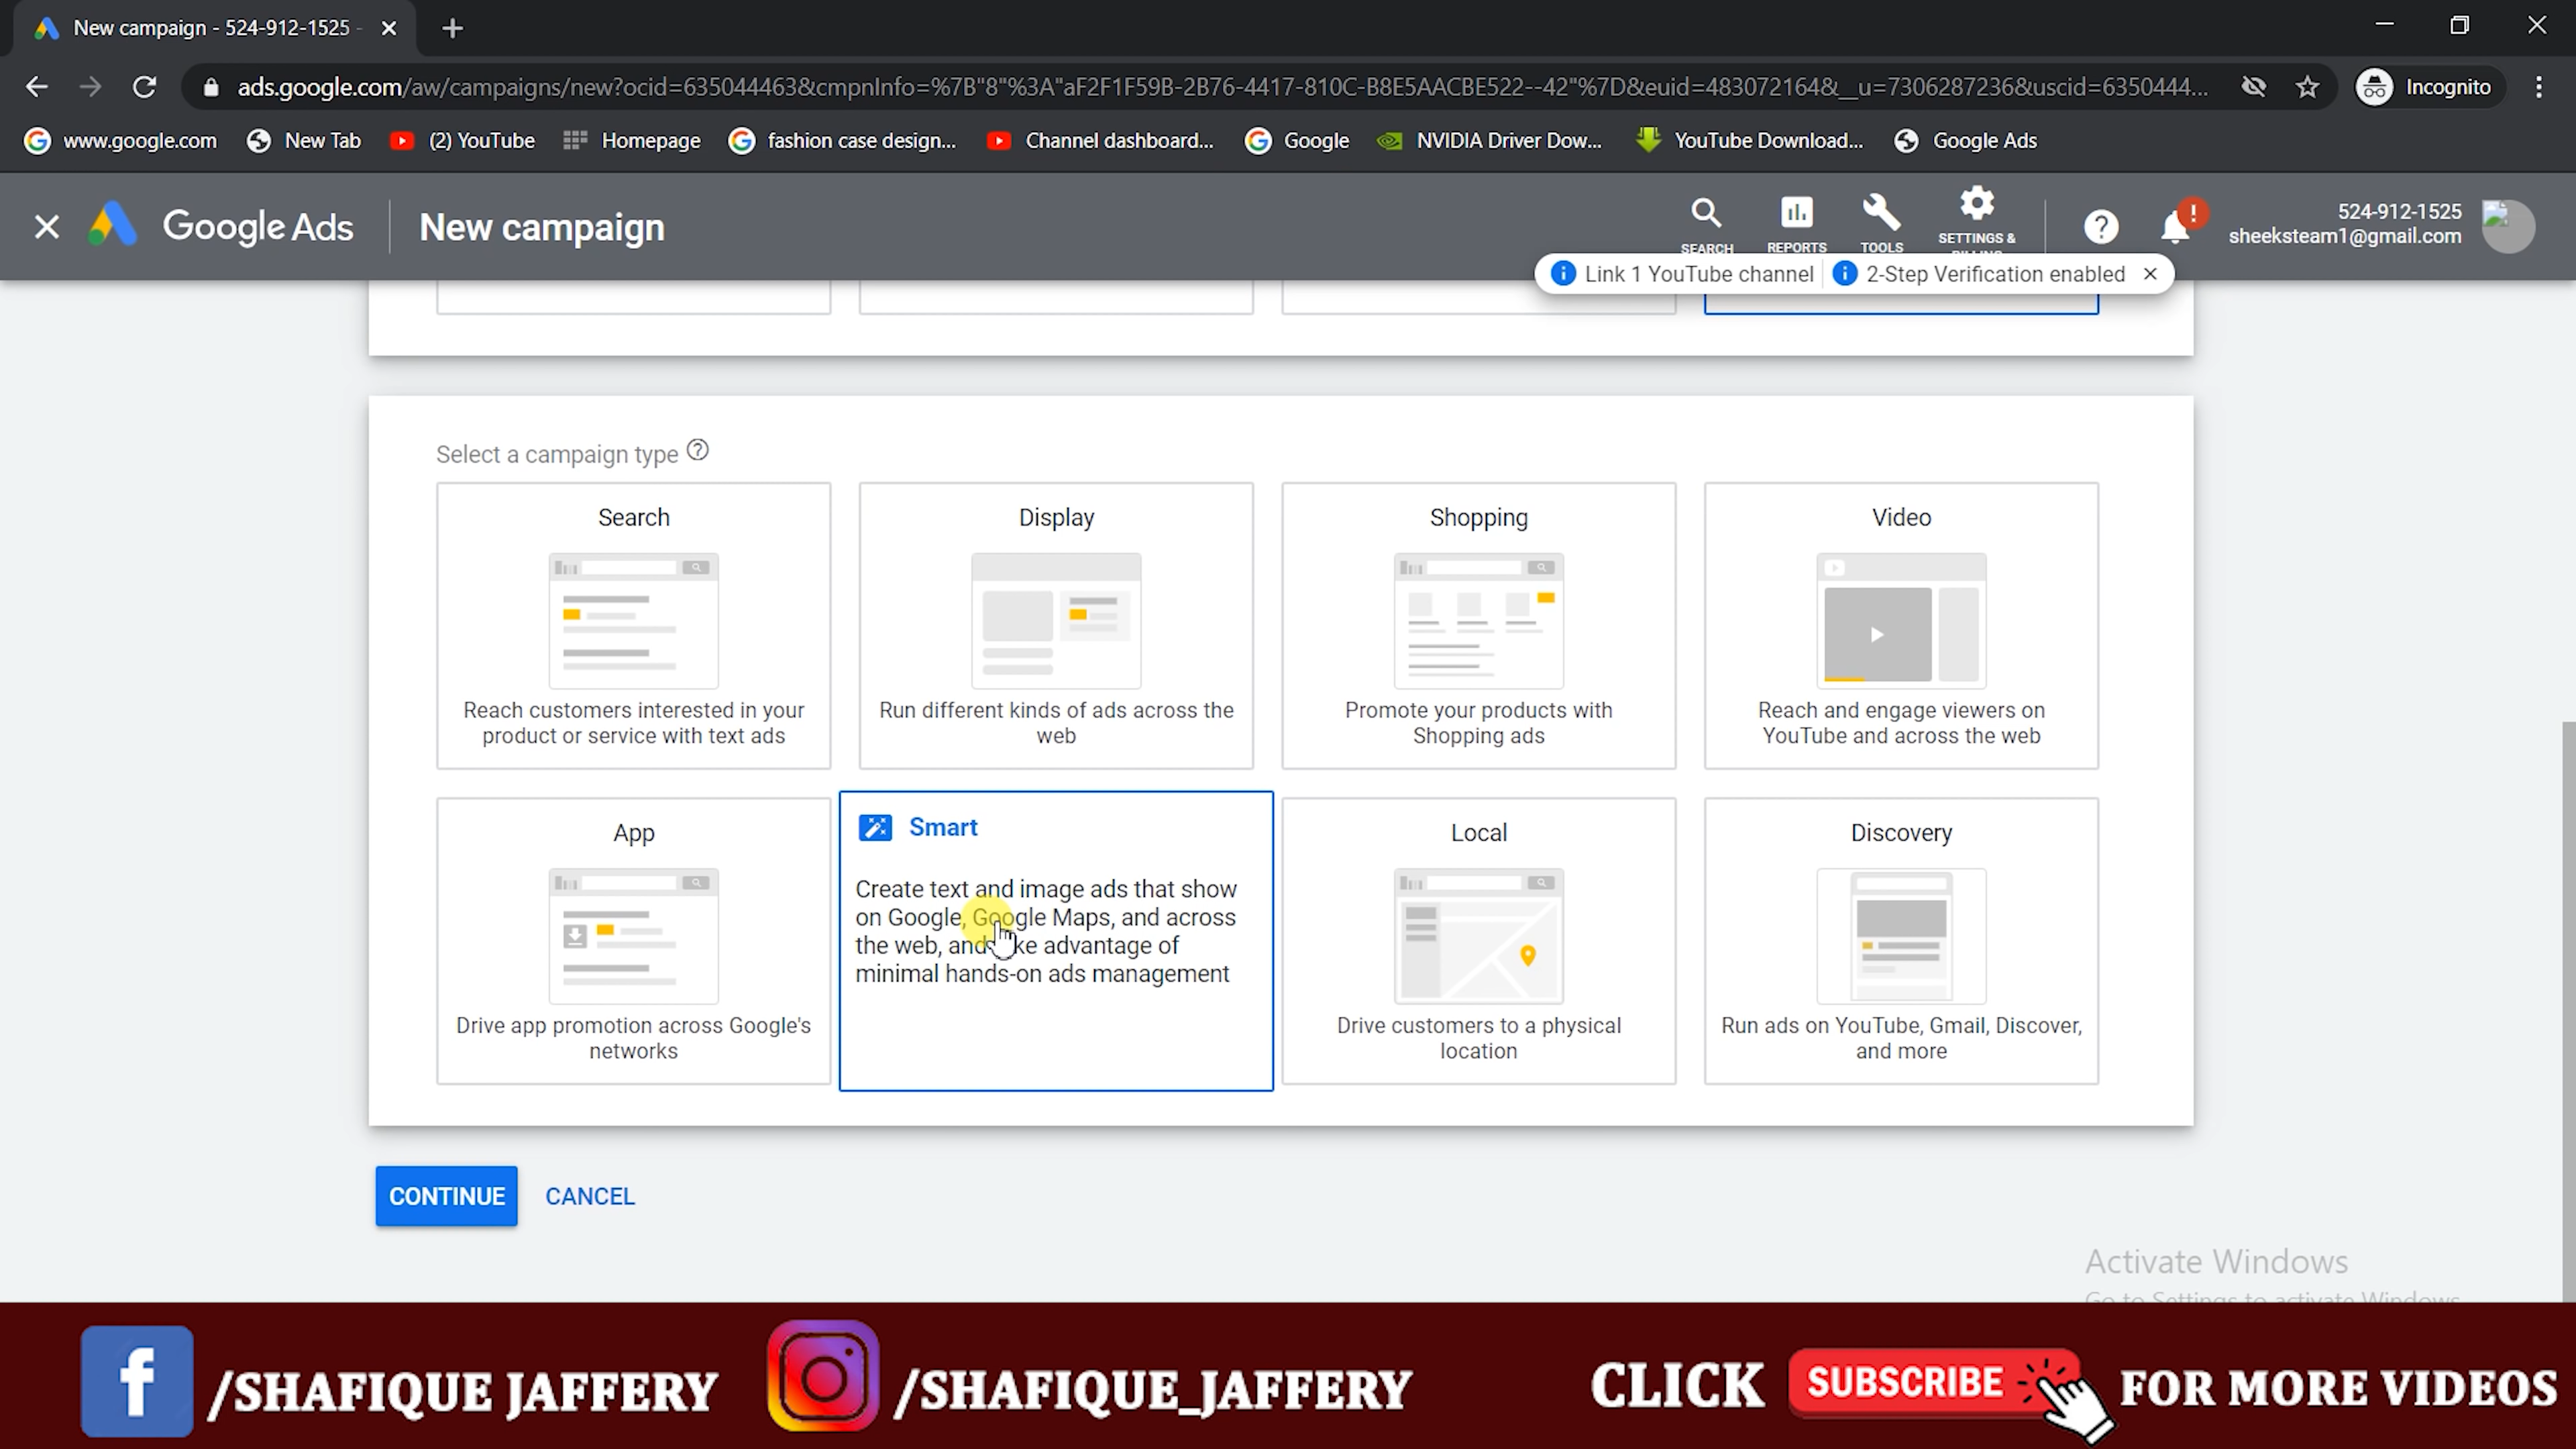 New campaign - 524-912-1525 -
ads.google.com/aw/campaigns/new?ocid=635044463&cmpnInfo=%7B"8"%3A"aF2F1F59B-2B76-4417-810C-B8E5AACBE522--42"%7D&euid=483072164&__u=7306287236&uscid=6350444...
Incognito
www.google.com New Tab (2) YouTube Homepage fashion case design... Channel dashboard... Google NVIDIA Driver Dow... YouTube Download... Google Ads
Google Ads New campaign
SEARCH REPORTS TOOLS SETTINGS &
524-912-1525
sheeksteam1@gmail.com
Link 1 YouTube channel 2-Step Verification enabled
Select a campaign type
Search
Reach customers interested in your
product or service with text ads
Display
Run different kinds of ads across the
web
Shopping
Promote your products with
Shopping ads
Video
Reach and engage viewers on
YouTube and across the web
App
Drive app promotion across Google's
networks
Smart
Create text and image ads that show
on Google, Google Maps, and across
the web, and advantage of
minimal hands-on ads management
Local
Drive customers to a physical
location
Discovery
Run ads on YouTube, Gmail, Discover,
and more
CONTINUE CANCEL
Activate Windows
Go to Settings to activate Windows
/SHAFIQUE JAFFERY /SHAFIQUE_JAFFERY CLICK SUBSCRIBE FOR MORE VIDEOS